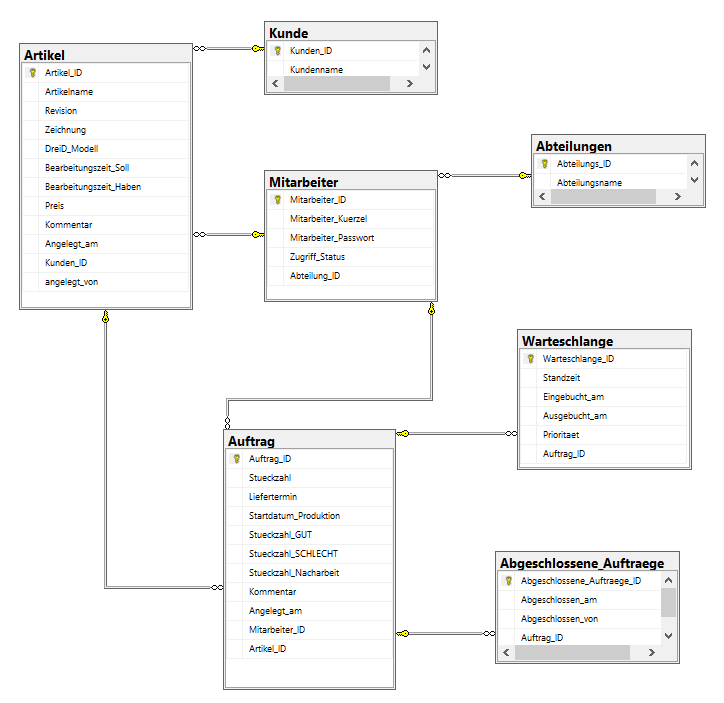 Artikel
Artikel_ID
Artikelname
Revision
Zeichnung
DreiD_Modell
Bearbeitungszeit_Soll
Bearbeitungszeit_Haben
Preis
Kommentar
Angelegt_am
Kunden_ID
angelegt_von
Kunde
Kunden_ID
Kundenname
Mitarbeiter
Mitarbeiter_ID
Mitarbeiter_Kuerzel
Mitarbeiter_Passwort
Zugriff_Status
Abteilung_ID
Abteilungen
Abteilungs_ID
Abteilungsname
Warteschlange
Warteschlange_ID
Standzeit
Eingebucht_am
Ausgebucht_am
Prioritaet
Auftrag_ID
Auftrag
Auftrag_ID
Stueckzahl
Liefertermin
Startdatum_Produktion
Stueckzahl_GUT
Stueckzahl_SCHLECHT
Stueckzahl_Nacharbeit
Kommentar
Angelegt_am
Mitarbeiter_ID
Artikel_ID
Abgeschlossene_Auftraege
Abgeschlossene_Auftraege_ID
Abgeschlossen_am
Abgeschlossen_von
Auftrag_ID